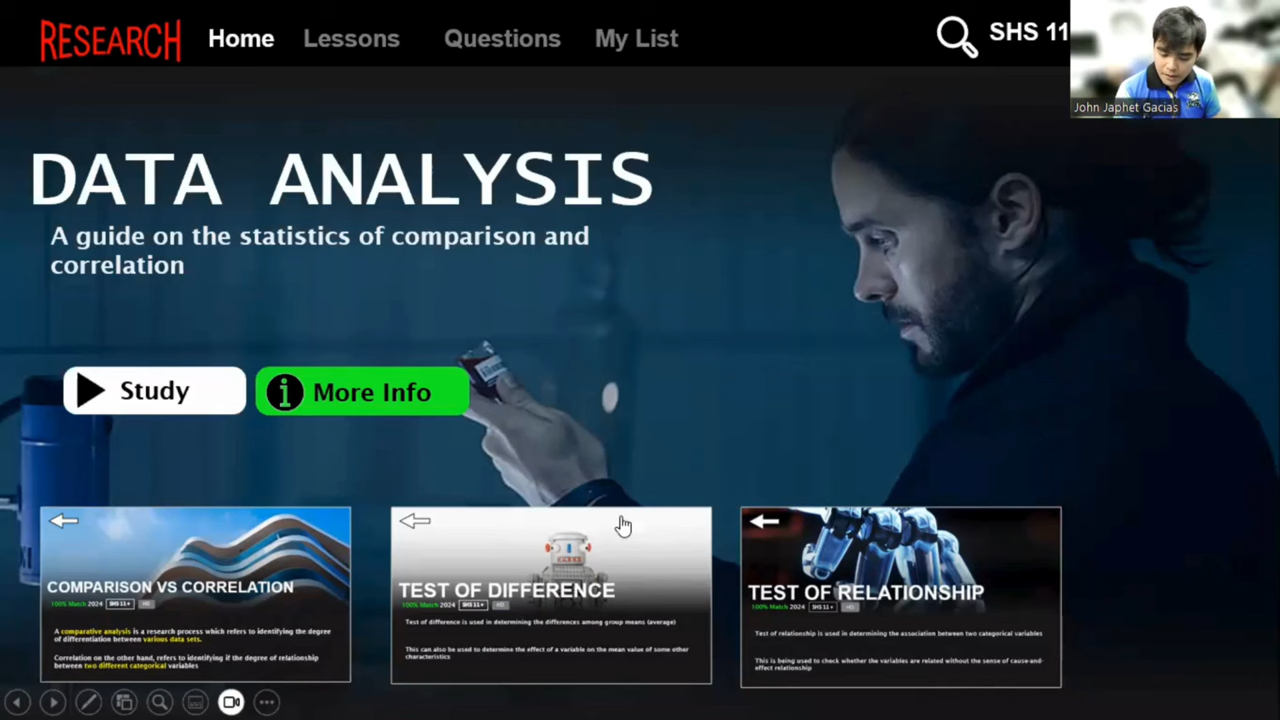 RESEARCH
Home
Lessons
Questions
My List
SHS 11
John Japhet Gacias
DATA ANALYSIS
A guide on the statistics of comparison and
correlation
Study
More Info
COMPARISON VS CORRELATION
100% Match 2024 SHS 11+ HD
A comparative analysis is a research process which refers to identifying the degree
of differentiation between various data sets.
Correlation on the other hand, refers to identifying if the degree of relationship
between two different categorical variables
TEST OF DIFFERENCE
100% Match 2024 SHS 11+ HD
Test of difference is used in determining the differences among group means (average)
This can also be used to determine the effect of a variable on the mean value of some other
characteristics
TEST OF RELATIONSHIP
100% Match 2024 SHS 11+ HD
Test of relationship is used in determining the association between two categorical variables
This is being used to check whether the variables are related without the sense of cause-and-
effect relationship